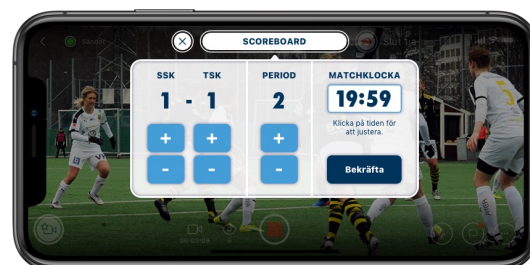 SCOREBOARD
SSK TSK PERIOD MATCHKLOCKA
1 - 1 2 19:59
Klicka på tiden för
att justera.
+ + +
- - - Bekräfta